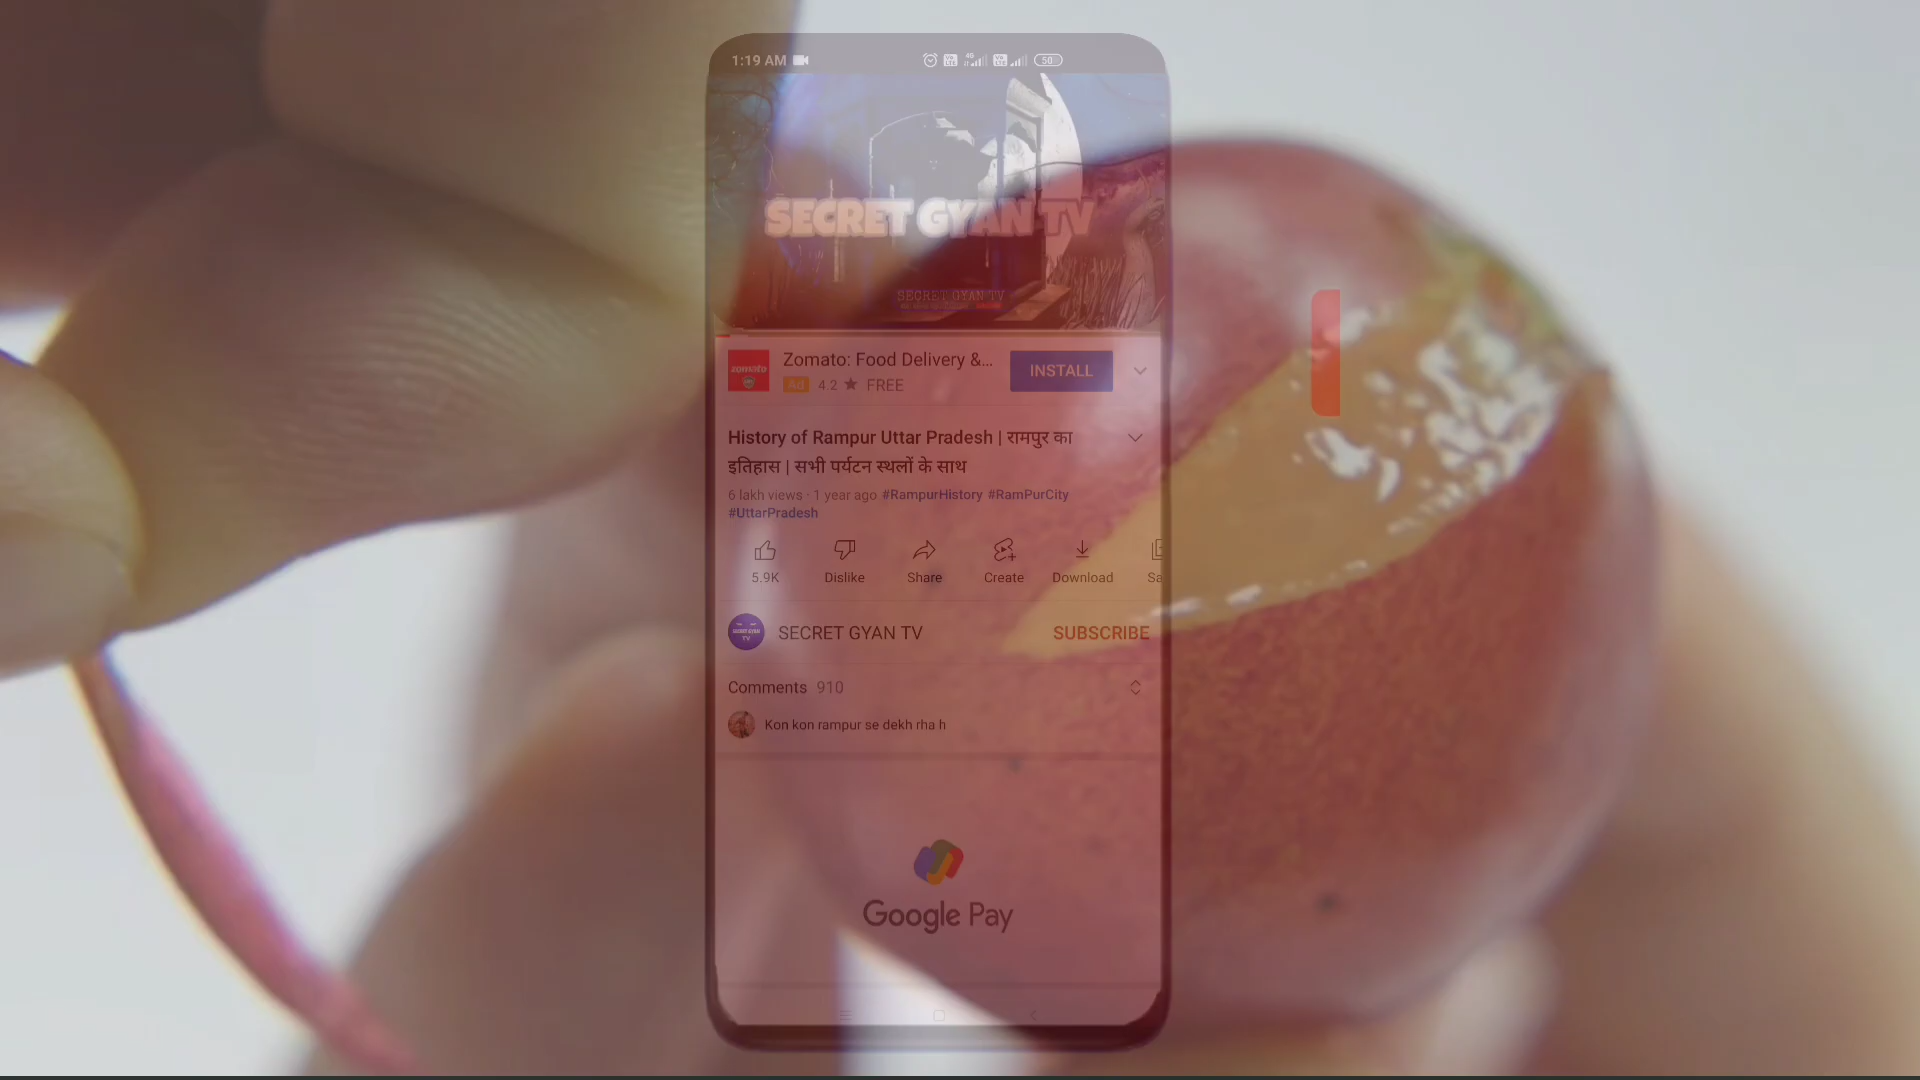 1:19 AM
50
SECRET GYAN TV
SECRET GYAN TV
zomato
Zomato: Food Delivery &...
INSTALL
Ad 4.2 ★ FREE
History of Rampur Uttar Pradesh | रामपुर का
इतिहास | सभी पर्यटन स्थलों के साथ
6 lakh views · 1 year ago #RampurHistory #RamPurCity
#UttarPradesh
5.9K Dislike Share Create Download Sa
SECRET GYAN TV
SUBSCRIBE
Comments 910
Kon kon rampur se dekh rha h
Google Pay